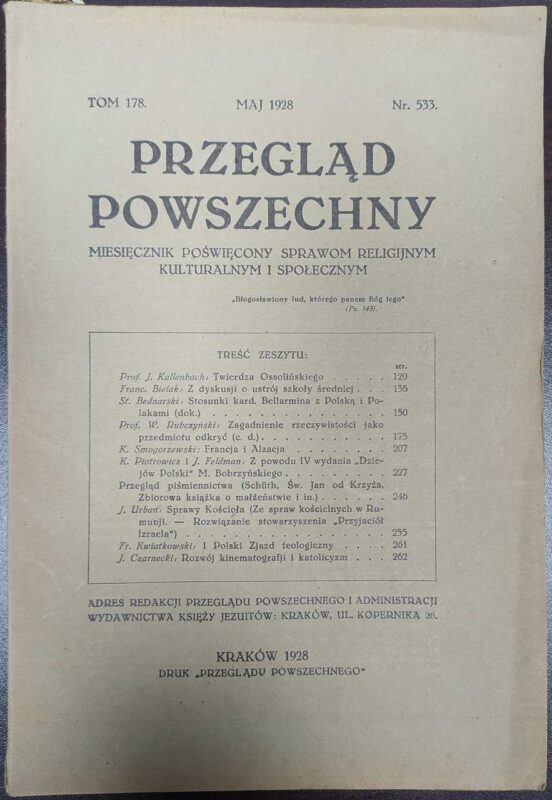 TOM 178. MAJ 1928 Nr. 533.
PRZEGLĄD
POWSZECHNY
MIESIĘCZNIK POŚWIĘCONY SPRAWOM RELIGIJNYM
KULTURALNYM I SPOŁECZNYM
„Błogosławiony lud, którego panem Bóg jego“
(Ps. 143).
TREŚĆ ZESZYTU:
str.
Prof. J. Kallenbach: Twierdza Ossolińskiego . . . . . 129
Franc. Bielak: Z dyskusji o ustrój szkoły średniej . . . 136
St. Bednarski: Stosunki kard. Bellarmina z Polską i Po-
lakami (dok.) . . . . . . . . . . . . . 150
Prof. W. Rubczyński: Zagadnienie rzeczywistości jako
przedmiotu odkryć (c. d.) . . . . . . . . . . 175
K. Smogorzewski: Francja i Alzacja . . . . . . . 207
K. Piotrowicz i J. Feldman: Z powodu IV wydania „Dzie-
jów Polski“ M. Bobrzyńskiego . . . . . . . . 227
Przegląd piśmiennictwa (Schüth, Św. Jan od Krzyża,
Zbiorowa książka o małżeństwie i in.) . . . . . . 246
J. Urban: Sprawy Kościoła (Ze spraw kościelnych w Ru-
munji. — Rozwiązanie stowarzyszenia „Przyjaciół
Izraela“) . . . . . . . . . . . . . . 255
Fr. Kwiatkowski: I Polski Zjazd teologiczny . . . . 261
J. Czarnecki: Rozwój kinematografji i katolicyzm . . . 262
ADRES REDAKCJI PRZEGLĄDU POWSZECHNEGO I ADMINISTRACJI
WYDAWNICTWA KSIĘŻY JEZUITÓW: KRAKÓW, UL. KOPERNIKA 26.
KRAKÓW 1928
DRUK „PRZEGLĄDU POWSZECHNEGO“